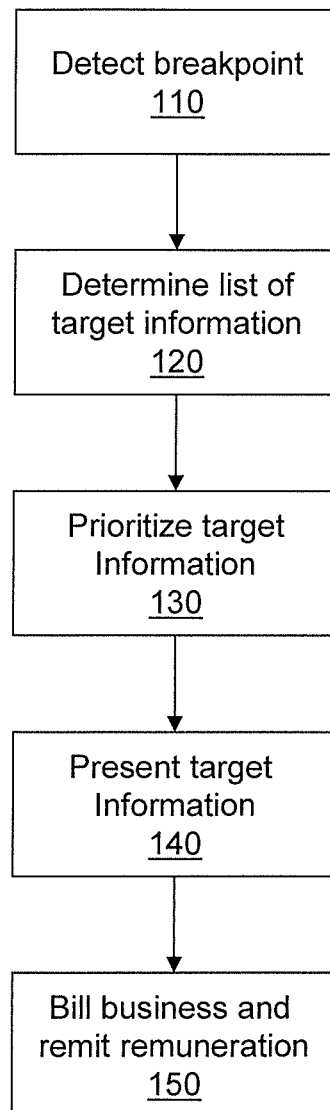 Detect breakpoint
110
Determine list of
target information
120
Prioritize target
Information
130
Present target
Information
140
Bill business and
remit remuneration
150